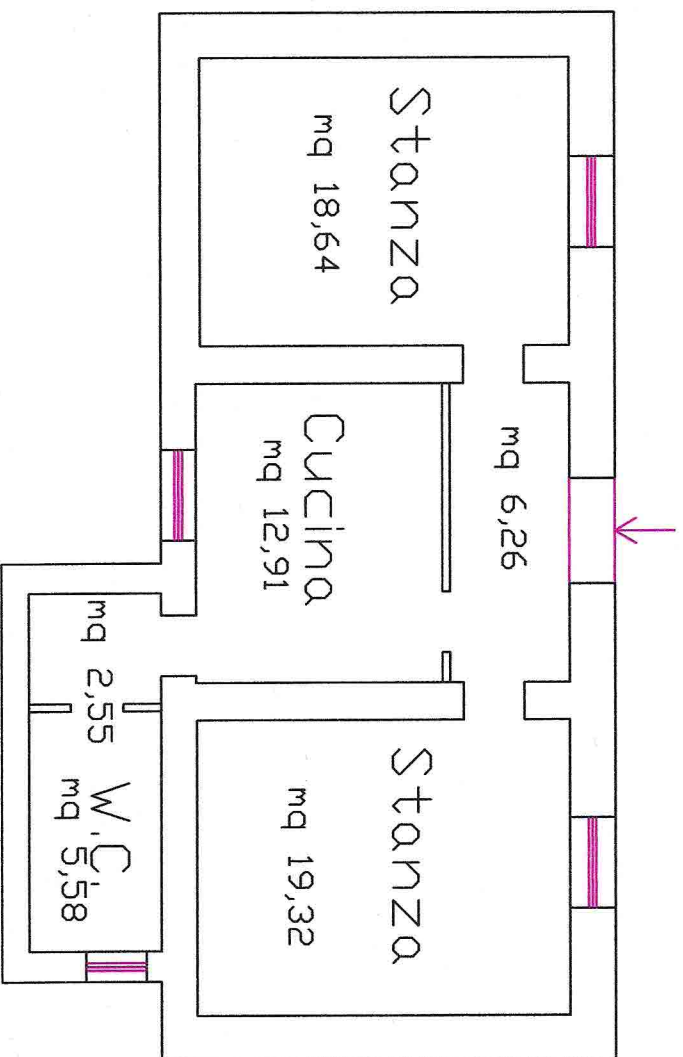 Stanza
mq 18,64
mq 6,26
Cucina
mq 12,91
Stanza
mq 19,32
mq 2,55
W.C.
mq 5,58